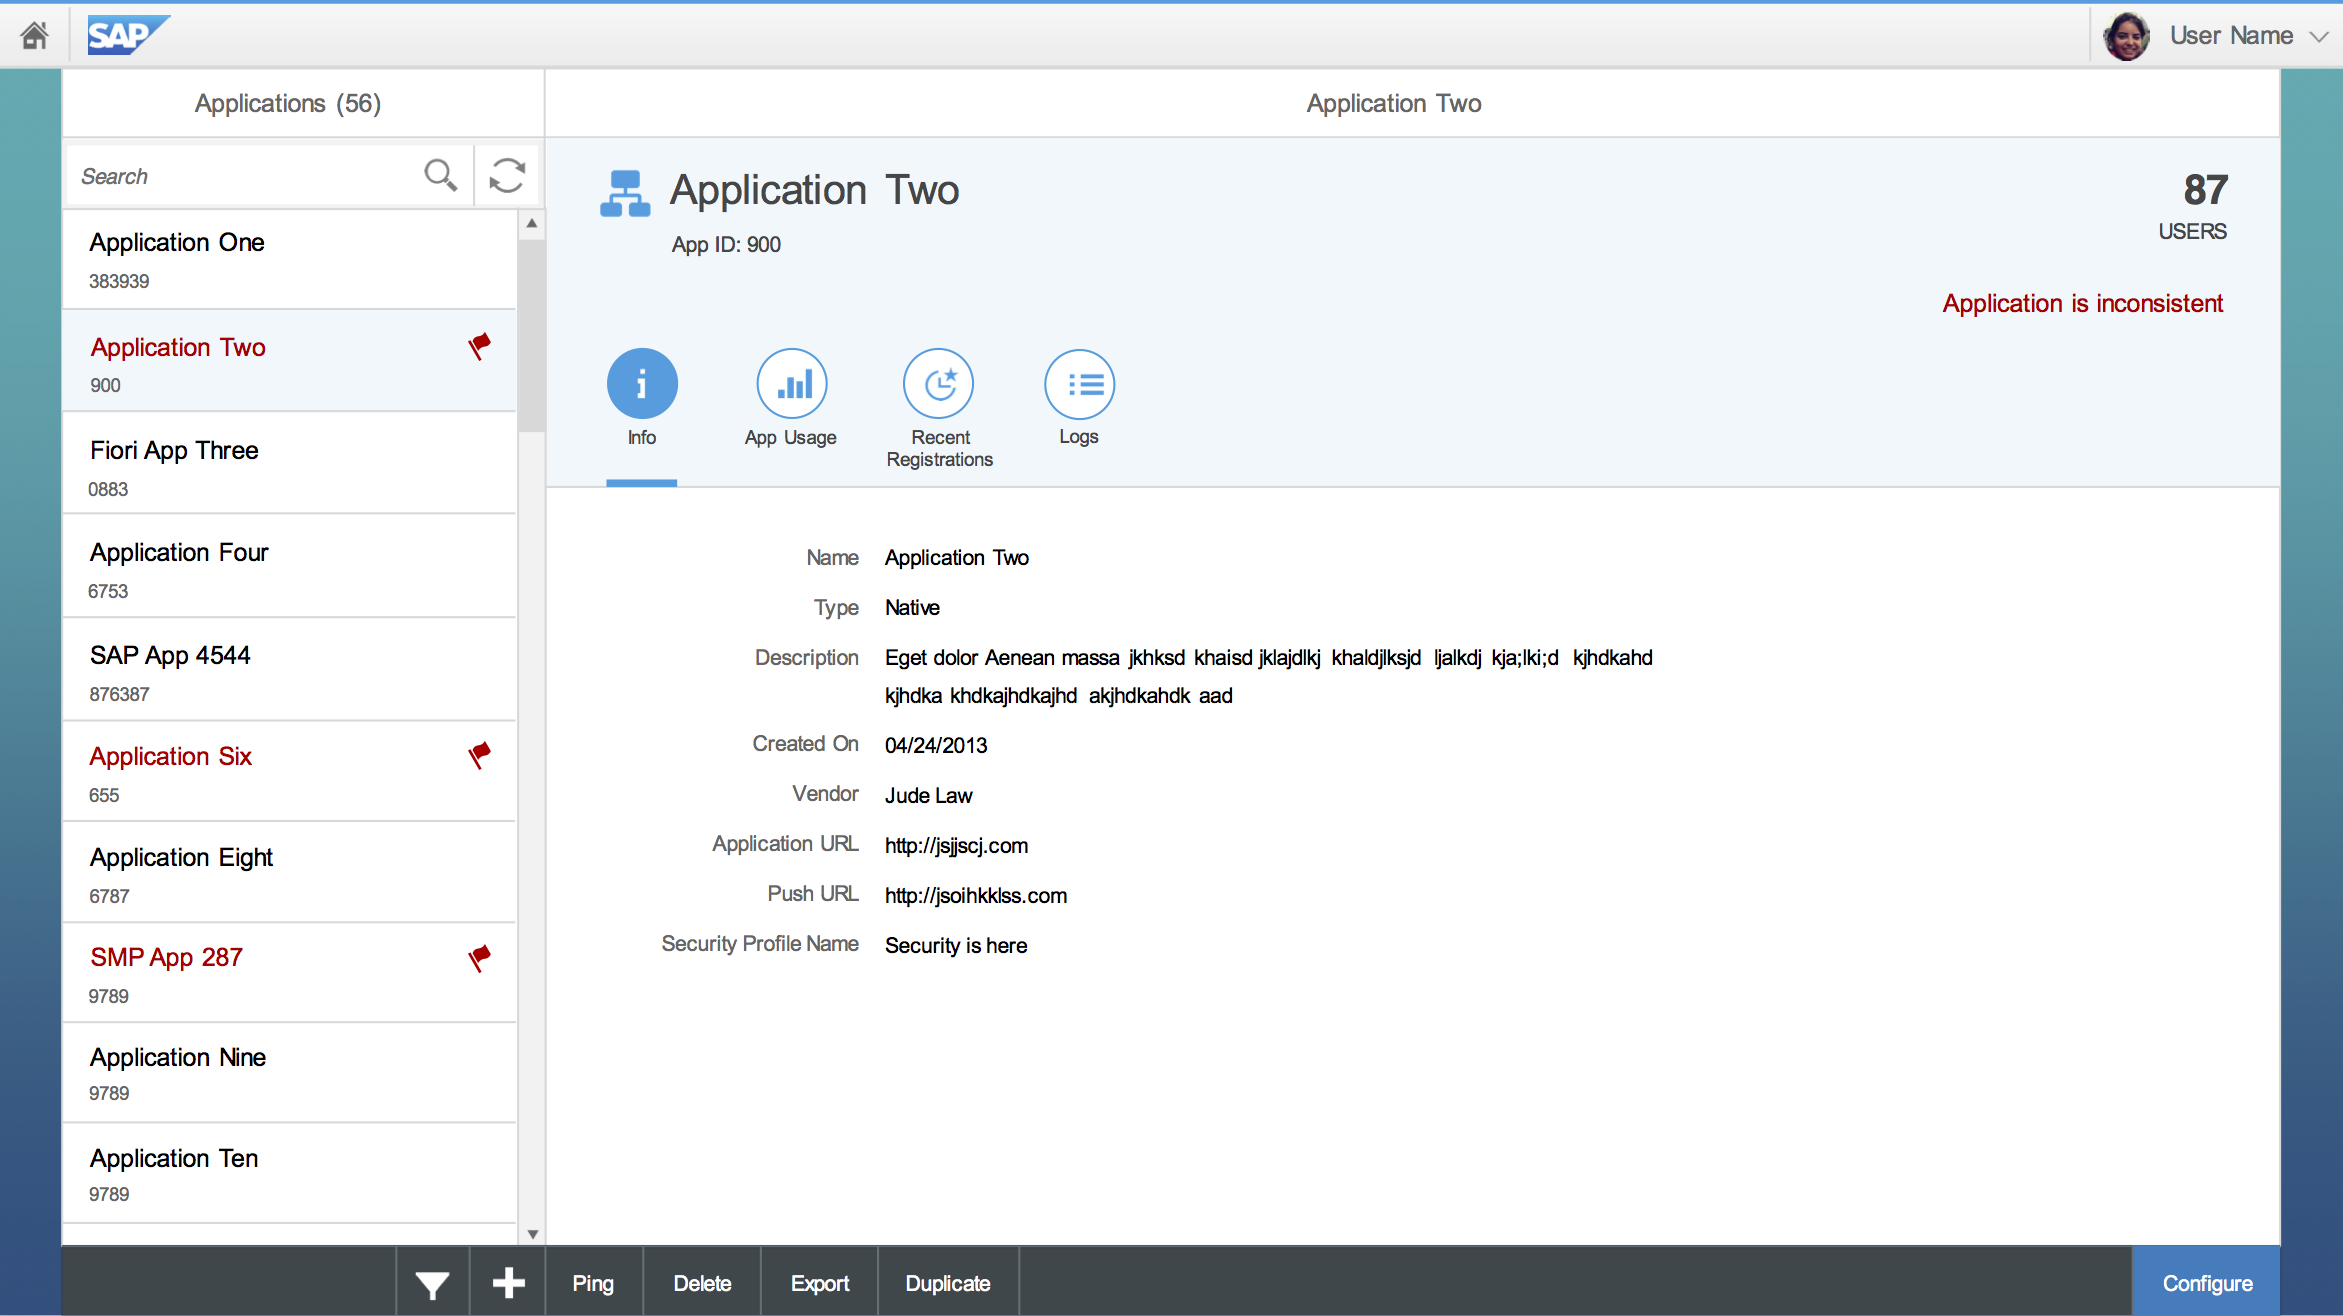 SAP
User Name
Applications (56)
Application Two
Search
Application One
383939
Application Two
900
Fiori App Three
0883
Application Four
6753
SAP App 4544
876387
Application Six
655
Application Eight
6787
SMP App 287
9789
Application Nine
9789
Application Ten
9789
Application Two
App ID: 900
87
USERS
Application is inconsistent
Info
App Usage
Recent
Registrations
Logs
Name Application Two
Type Native
Description Eget dolor Aenean massa jkhksd khaisd jklajdlkj khaldjlksjd ljalkdj kja;lki;d kjhdkahd
kjhdka khdkajhdkajhd akjhdkahdk aad
Created On 04/24/2013
Vendor Jude Law
Application URL http://jsjjscj.com
Push URL http://jsoihkklss.com
Security Profile Name Security is here
Ping
Delete
Export
Duplicate
Configure